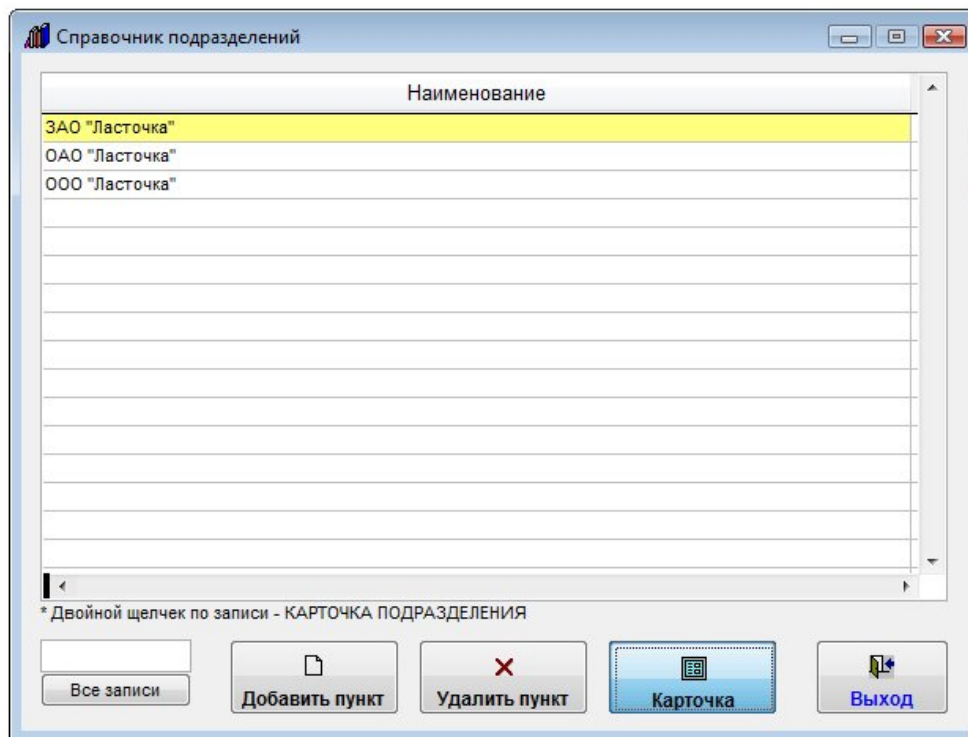 Справочник подразделений
Наименование
ЗАО "Ласточка"
ОАО "Ласточка"
ООО "Ласточка"
* Двойной щелчек по записи - КАРТОЧКА ПОДРАЗДЕЛЕНИЯ
Все записи
Добавить пункт
Удалить пункт
Карточка
Выход